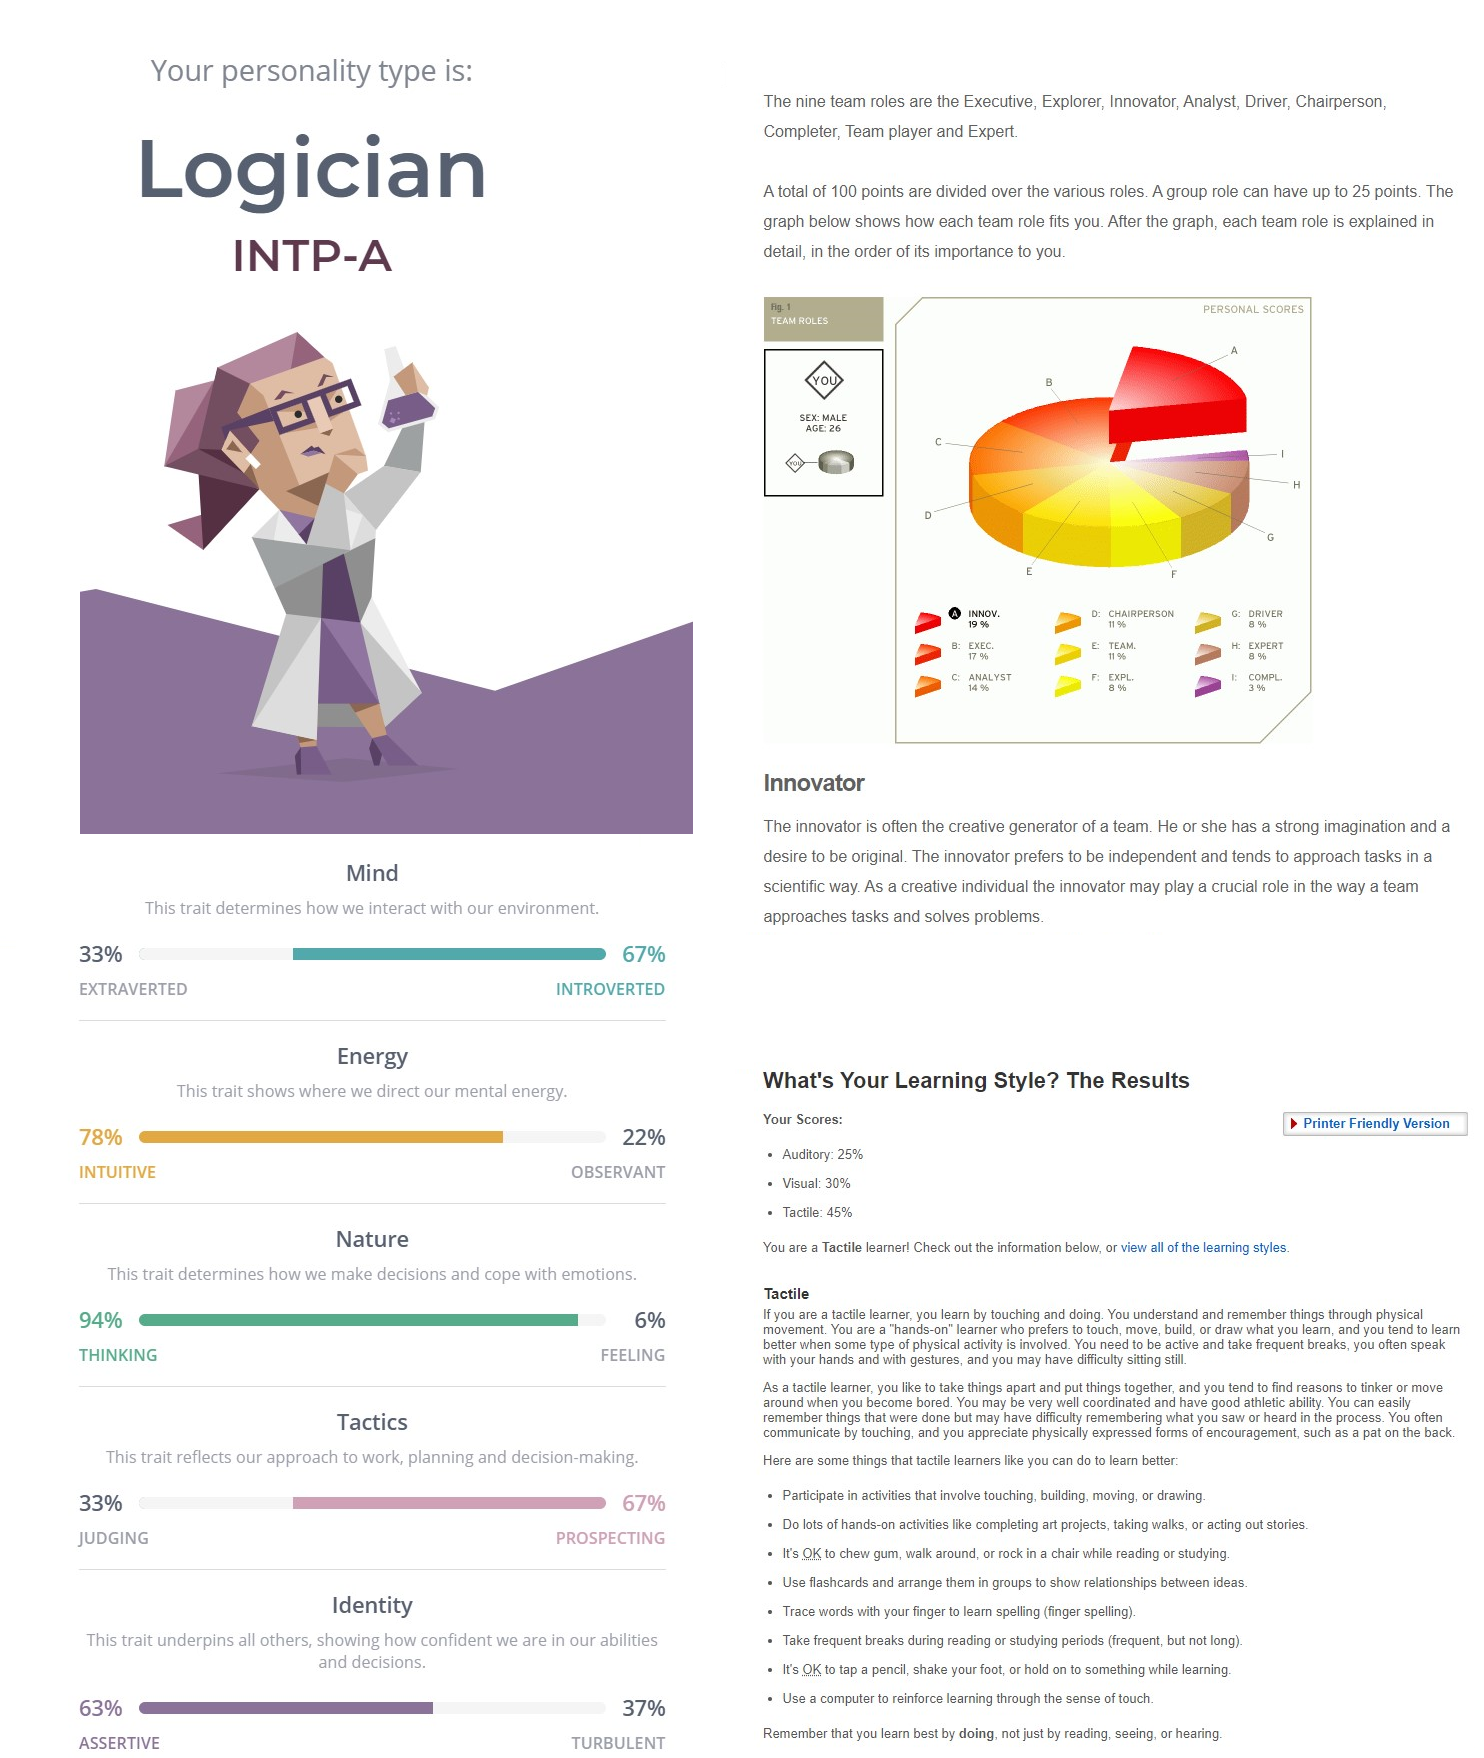 Your personality type is:
Logician
INTP-A
Mind
This trait determines how we interact with our environment.
33%
67%
EXTRAVERTED
INTROVERTED
Energy
This trait shows where we direct our mental energy.
78%
22%
INTUITIVE
OBSERVANT
Nature
This trait determines how we make decisions and cope with emotions.
94%
6%
THINKING
FEELING
Tactics
This trait reflects our approach to work, planning and decision-making.
33%
67%
JUDGING
PROSPECTING
Identity
This trait underpins all others, showing how confident we are in our abilities
and decisions.
63%
37%
ASSERTIVE
TURBULENT
The nine team roles are the Executive, Explorer, Innovator, Analyst, Driver, Chairperson,
Completer, Team player and Expert.
A total of 100 points are divided over the various roles. A group role can have up to 25 points. The
graph below shows how each team role fits you. After the graph, each team role is explained in
detail, in the order of its importance to you.
Fig. 1
TEAM ROLES
PERSONAL SCORES
YOU
SEX: MALE
AGE: 26
YOU
A
B
C
D
E
F
G
H
I
A INNOV.
19 %
B: EXEC.
17 %
C: ANALYST
14 %
D: CHAIRPERSON
11 %
E: TEAM.
11 %
F: EXPL.
8 %
G: DRIVER
8 %
H: EXPERT
8 %
I: COMPL.
3 %
Innovator
The innovator is often the creative generator of a team. He or she has a strong imagination and a
desire to be original. The innovator prefers to be independent and tends to approach tasks in a
scientific way. As a creative individual the innovator may play a crucial role in the way a team
approaches tasks and solves problems.
What's Your Learning Style? The Results
Your Scores:
Printer Friendly Version
• Auditory: 25%
• Visual: 30%
• Tactile: 45%
You are a Tactile learner! Check out the information below, or view all of the learning styles.
Tactile
If you are a tactile learner, you learn by touching and doing. You understand and remember things through physical
movement. You are a "hands-on" learner who prefers to touch, move, build, or draw what you learn, and you tend to learn
better when some type of physical activity is involved. You need to be active and take frequent breaks, you often speak
with your hands and with gestures, and you may have difficulty sitting still.
As a tactile learner, you like to take things apart and put things together, and you tend to find reasons to tinker or move
around when you become bored. You may be very well coordinated and have good athletic ability. You can easily
remember things that were done but may have difficulty remembering what you saw or heard in the process. You often
communicate by touching, and you appreciate physically expressed forms of encouragement, such as a pat on the back.
Here are some things that tactile learners like you can do to learn better:
• Participate in activities that involve touching, building, moving, or drawing.
• Do lots of hands-on activities like completing art projects, taking walks, or acting out stories.
• It's OK to chew gum, walk around, or rock in a chair while reading or studying.
• Use flashcards and arrange them in groups to show relationships between ideas.
• Trace words with your finger to learn spelling (finger spelling).
• Take frequent breaks during reading or studying periods (frequent, but not long).
• It's OK to tap a pencil, shake your foot, or hold on to something while learning.
• Use a computer to reinforce learning through the sense of touch.
Remember that you learn best by doing, not just by reading, seeing, or hearing.